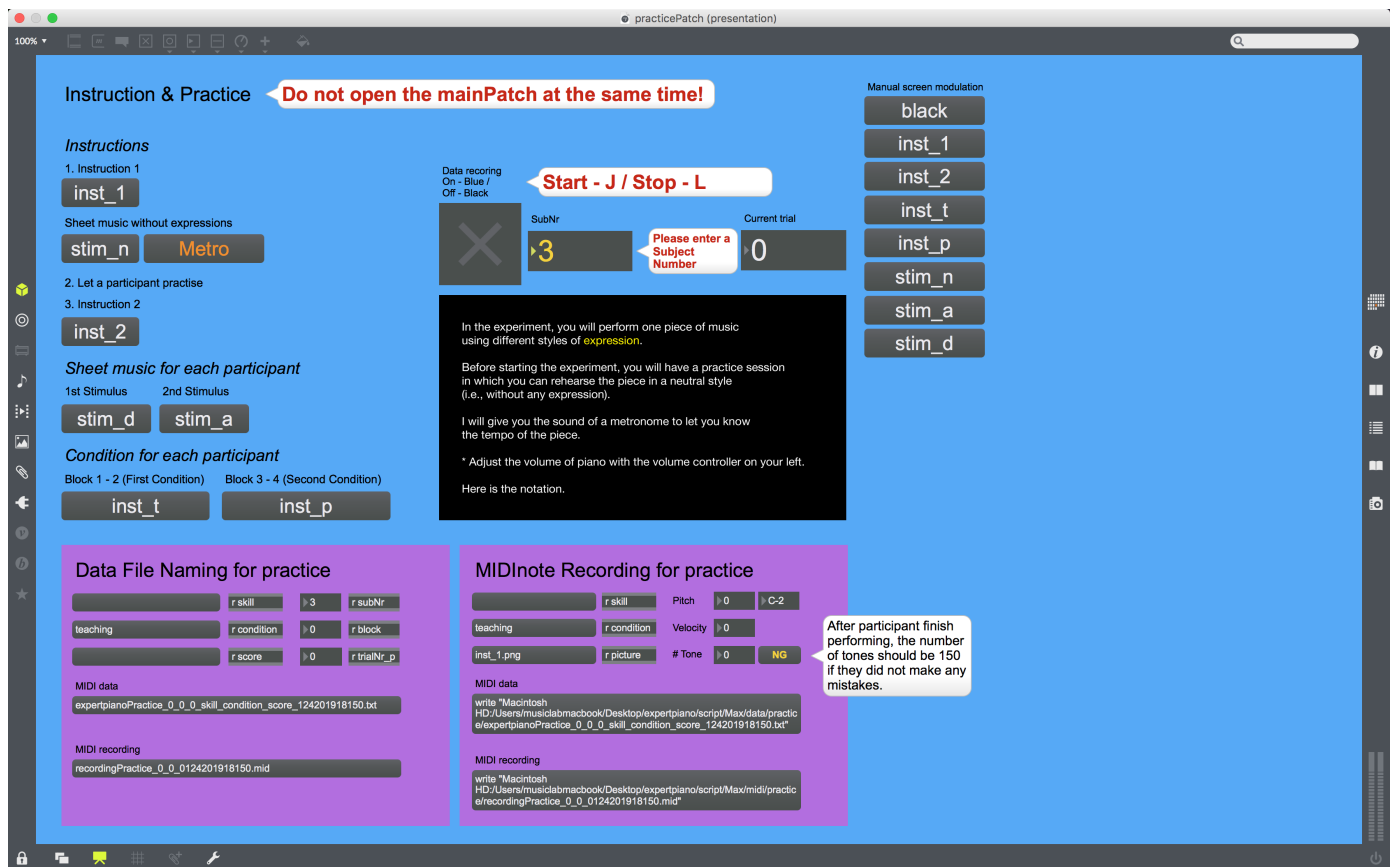 practicePatch (presentation)
100%
Instruction & Practice
Do not open the mainPatch at the same time!
Instructions
1. Instruction 1
inst_1
Sheet music without expressions
stim_n
Metro
2. Let a participant practise
3. Instruction 2
inst_2
Sheet music for each participant
1st Stimulus
2nd Stimulus
stim_d
stim_a
Condition for each participant
Block 1 - 2 (First Condition)
Block 3 - 4 (Second Condition)
inst_t
inst_p
Data recoring
On - Blue /
Off - Black
Start - J / Stop - L
SubNr
3
Please enter a
Subject
Number
Current trial
0
In the experiment, you will perform one piece of music
using different styles of expression.
Before starting the experiment, you will have a practice session
in which you can rehearse the piece in a neutral style
(i.e., without any expression).
I will give you the sound of a metronome to let you know
the tempo of the piece.
* Adjust the volume of piano with the volume controller on your left.
Here is the notation.
Manual screen modulation
black
inst_1
inst_2
inst_t
inst_p
stim_n
stim_a
stim_d
Data File Naming for practice
r skill
3
r subNr
teaching
r condition
0
r block
r score
0
r trialNr_p
MIDI data
expertpianoPractice_0_0_0_skill_condition_score_124201918150.txt
MIDI recording
recordingPractice_0_0_0124201918150.mid
MIDInote Recording for practice
r skill
Pitch
0
C-2
teaching
r condition
Velocity
0
inst_1.png
r picture
# Tone
0
NG
MIDI data
write "Macintosh
HD:/Users/musiclabmacbook/Desktop/expertpiano/script/Max/data/practic
e/expertpianoPractice_0_0_0_skill_condition_score_124201918150.txt"
MIDI recording
write "Macintosh
HD:/Users/musiclabmacbook/Desktop/expertpiano/script/Max/midi/practic
e/recordingPractice_0_0_0124201918150.mid"
After participant finish
performing, the number
of tones should be 150
if they did not make any
mistakes.